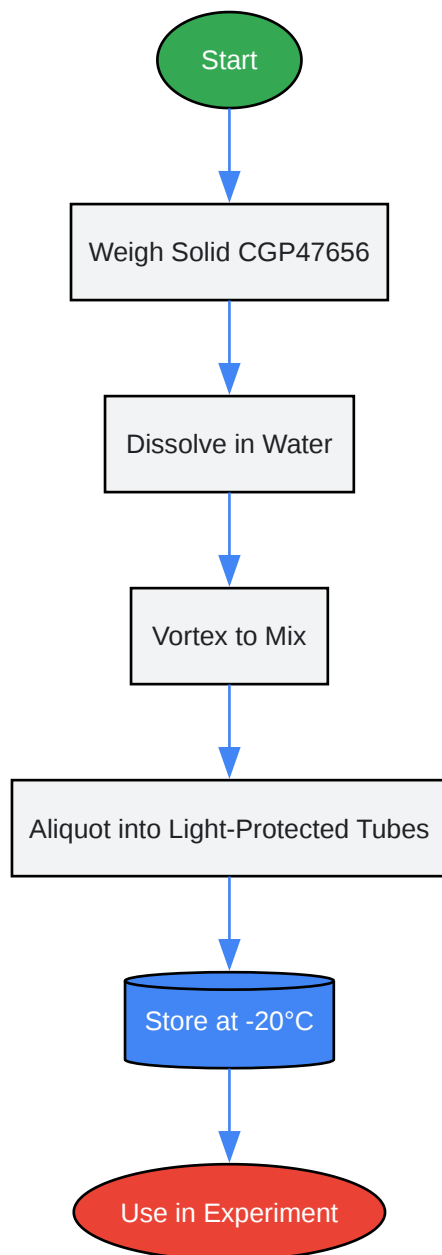 Start
Weigh Solid CGP47656
Dissolve in Water
Vortex to Mix
Aliquot into Light-Protected Tubes
Store at -20°C
Use in Experiment